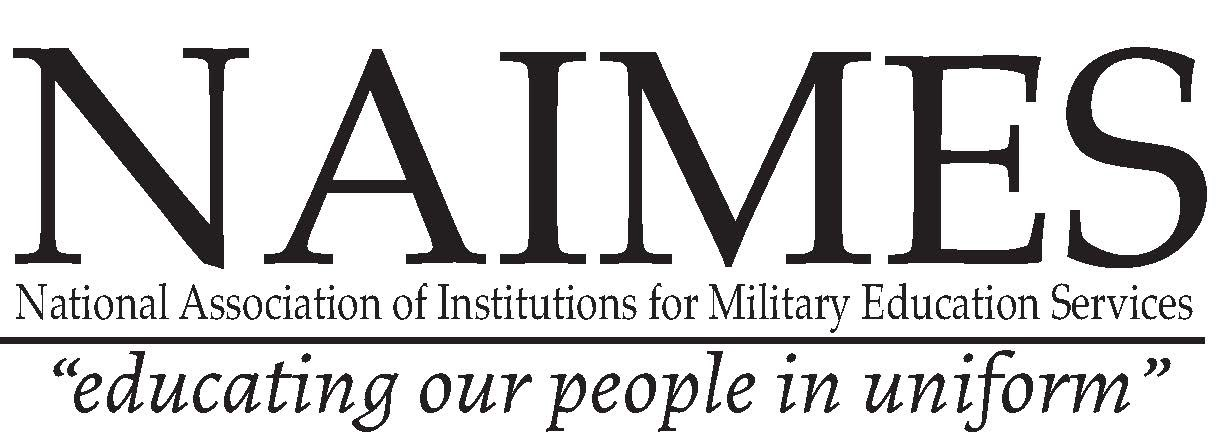 NAIMES
National Association of Institutions for Military Education Services
“educating our people in uniform”